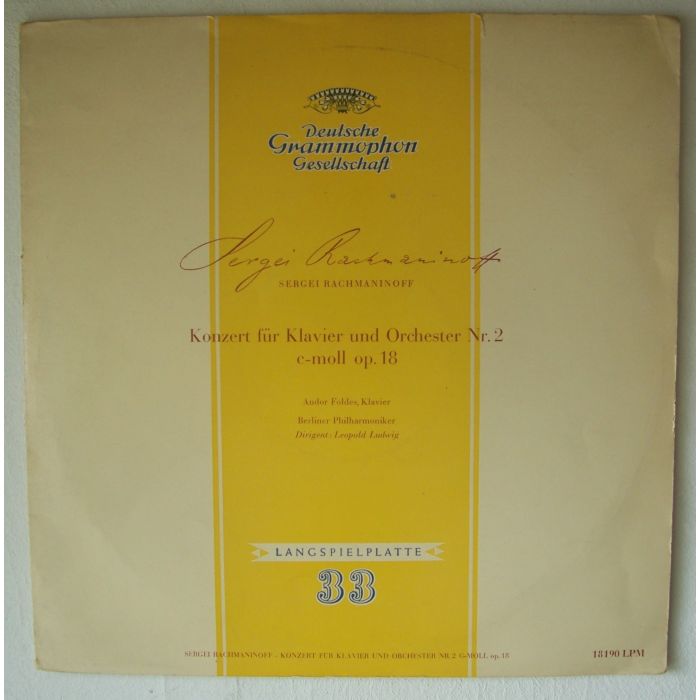 Deutsche
Grammophon
Gesellschaft
Sergei Rachmaninoff
SERGEI RACHMANINOFF
Konzert für Klavier und Orchester Nr. 2
c-moll op. 18
Andor Foldes, Klavier
Berliner Philharmoniker
Dirigent: Leopold Ludwig
LANGSPIELPLATTE
33
SERGEI RACHMANINOFF - KONZERT FÜR KLAVIER UND ORCHESTER NR. 2 C-MOLL op. 18
18190 LPM